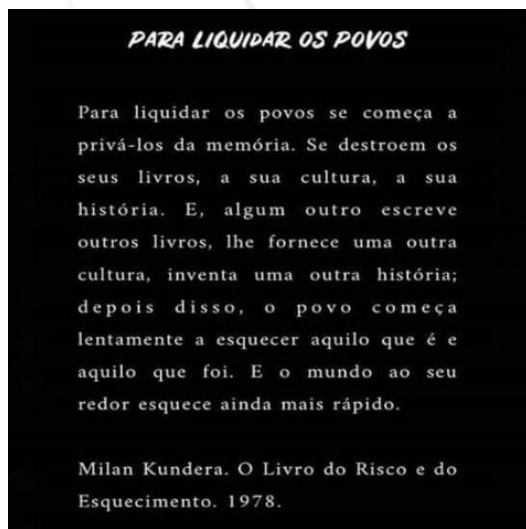 PARA LIQUIDAR OS POVOS
Para liquidar os povos se começa a
privá-los da memória. Se destroem os
seus livros, a sua cultura, a sua
história. E, algum outro escreve
outros livros, lhe fornece uma outra
cultura, inventa uma outra história;
depois disso, o povo começa
lentamente a esquecer aquilo que é e
aquilo que foi. E o mundo ao seu
redor esquece ainda mais rápido.
Milan Kundera. O Livro do Risco e do
Esquecimento. 1978.